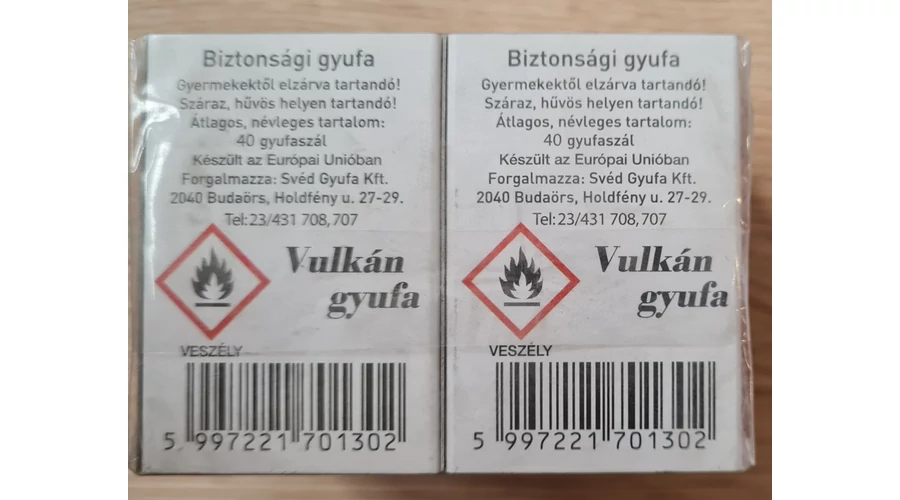 Biztonsági gyufa
Gyermekektől elzárva tartandó!
Száraz, hűvös helyen tartandó!
Átlagos, névleges tartalom:
40 gyufaszál
Készült az Európai Unióban
Forgalmazza: Svéd Gyufa Kft.
2040 Budaörs, Holdfény u. 27-29.
Tel:23/431 708,707
Vulkán
gyufa
VESZÉLY
5 997221 701302
Biztonsági gyufa
Gyermekektől elzárva tartandó!
Száraz, hűvös helyen tartandó!
Átlagos, névleges tartalom:
40 gyufaszál
Készült az Európai Unióban
Forgalmazza: Svéd Gyufa Kft.
2040 Budaörs, Holdfény u. 27-29.
Tel:23/431 708,707
Vulkán
gyufa
VESZÉLY
5 997221 701302